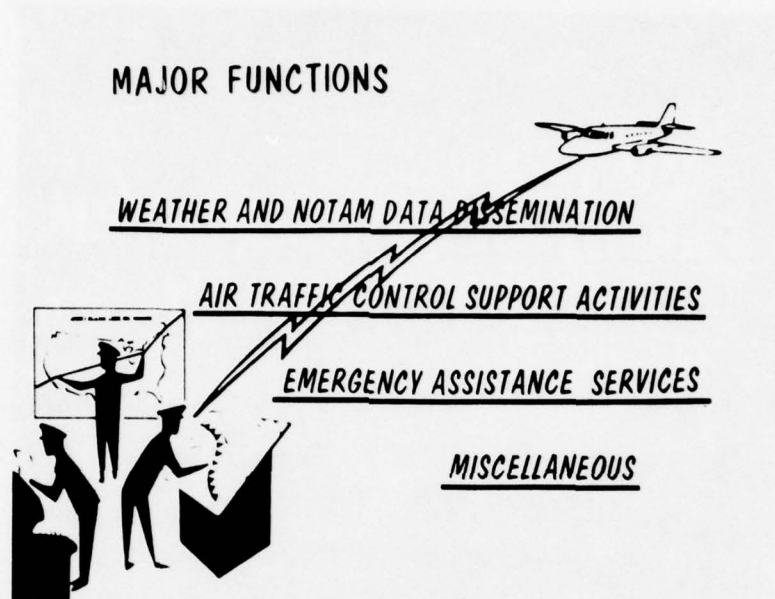 MAJOR FUNCTIONS
WEATHER AND NOTAM DATA DISSEMINATION
AIR TRAFFIC CONTROL SUPPORT ACTIVITIES
EMERGENCY ASSISTANCE SERVICES
MISCELLANEOUS